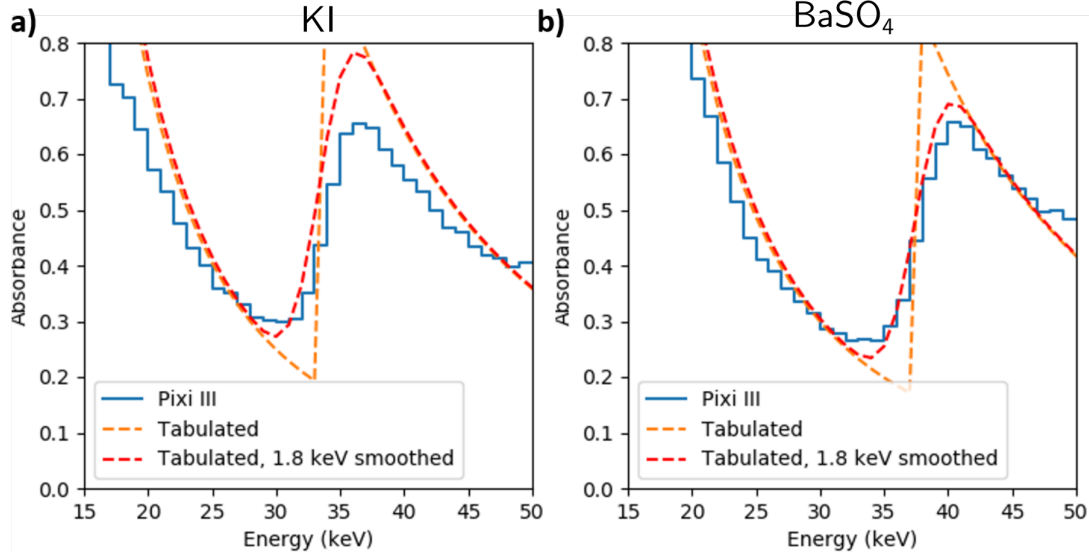 a)
KI
0.8
0.7
0.6
0.5
0.4
0.3
0.2
0.1
0.0
Absorbance
15 20 25 30 35 40 45 50
Energy (keV)
Pixi III
Tabulated
Tabulated, 1.8 keV smoothed
b)
BaSO₄
0.8
0.7
0.6
0.5
0.4
0.3
0.2
0.1
0.0
Absorbance
15 20 25 30 35 40 45 50
Energy (keV)
Pixi III
Tabulated
Tabulated, 1.8 keV smoothed